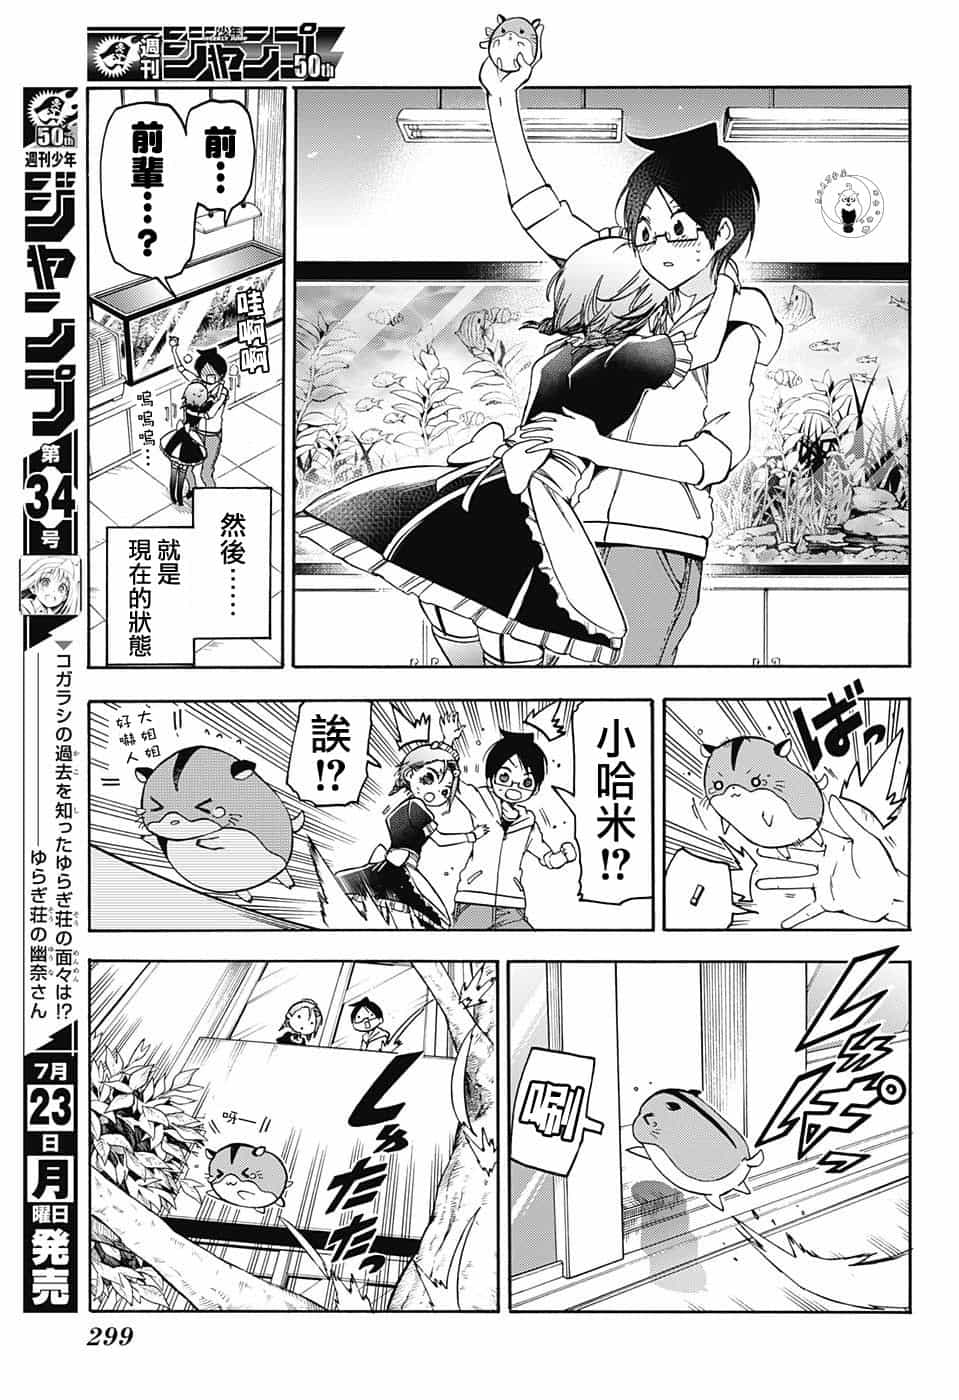 週刊
少年
ジャンプ
50th
50th
週刊少年
ジャンプ
第
34
号
▼コガラシの過去を知ったゆらぎ荘の面々は!?
――ゆらぎ荘の幽奈さん
7月
23
日
月
曜日
発売
前…
前輩……?
哇啊啊
嗚嗚嗚…
然後……
就是
現在的狀態
ばっ
!
小哈米!?
誒!?
大姐姐
好嚇人
しゅぱっ
嘿
しゅたたっ
呀—
299